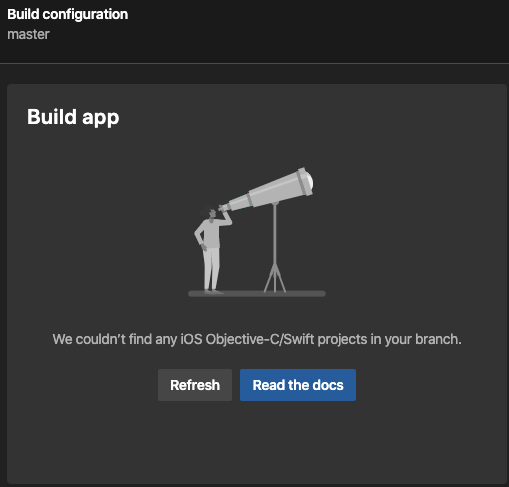 Build configuration
master
Build app
We couldn’t find any iOS Objective-C/Swift projects in your branch.
Refresh
Read the docs